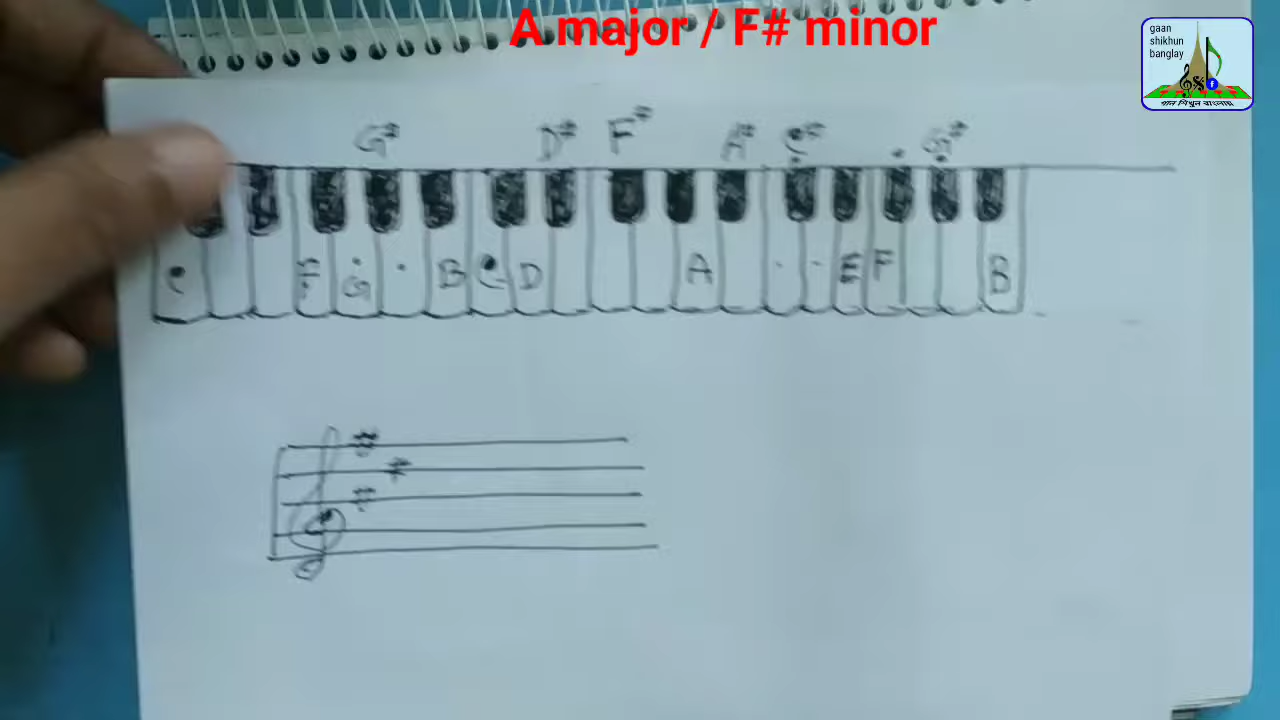 A major / F# minor
gaan
shikhun
banglay
গান শিখুন বাংলায়
G# D# F# A# C# G#
C F G B C D A E F B